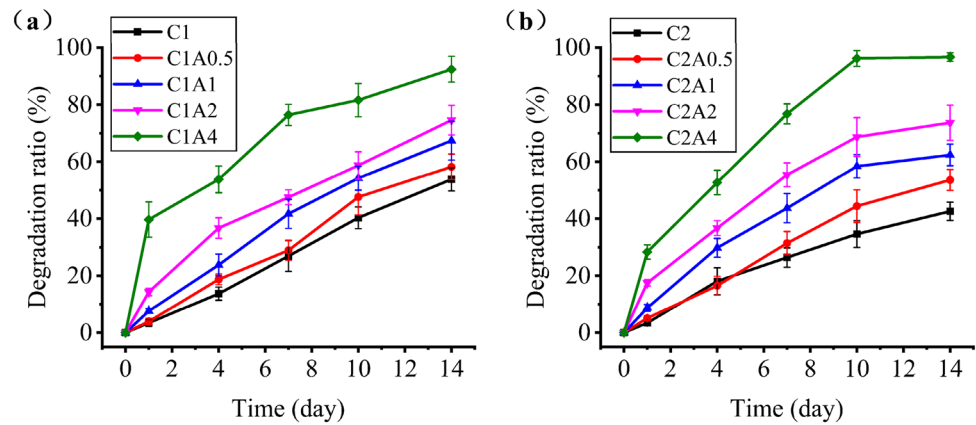 (a)
C1
C1A0.5
C1A1
C1A2
C1A4
Degradation ratio (%)
100
80
60
40
20
0
0 2 4 6 8 10 12 14
Time (day)
(b)
C2
C2A0.5
C2A1
C2A2
C2A4
Degradation ratio (%)
100
80
60
40
20
0
0 2 4 6 8 10 12 14
Time (day)